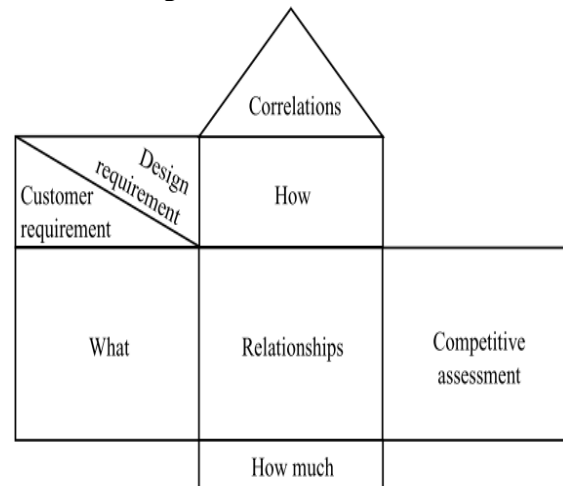 Correlations
Design
requirement
Customer
requirement
How
What
Relationships
Competitive
assessment
How much